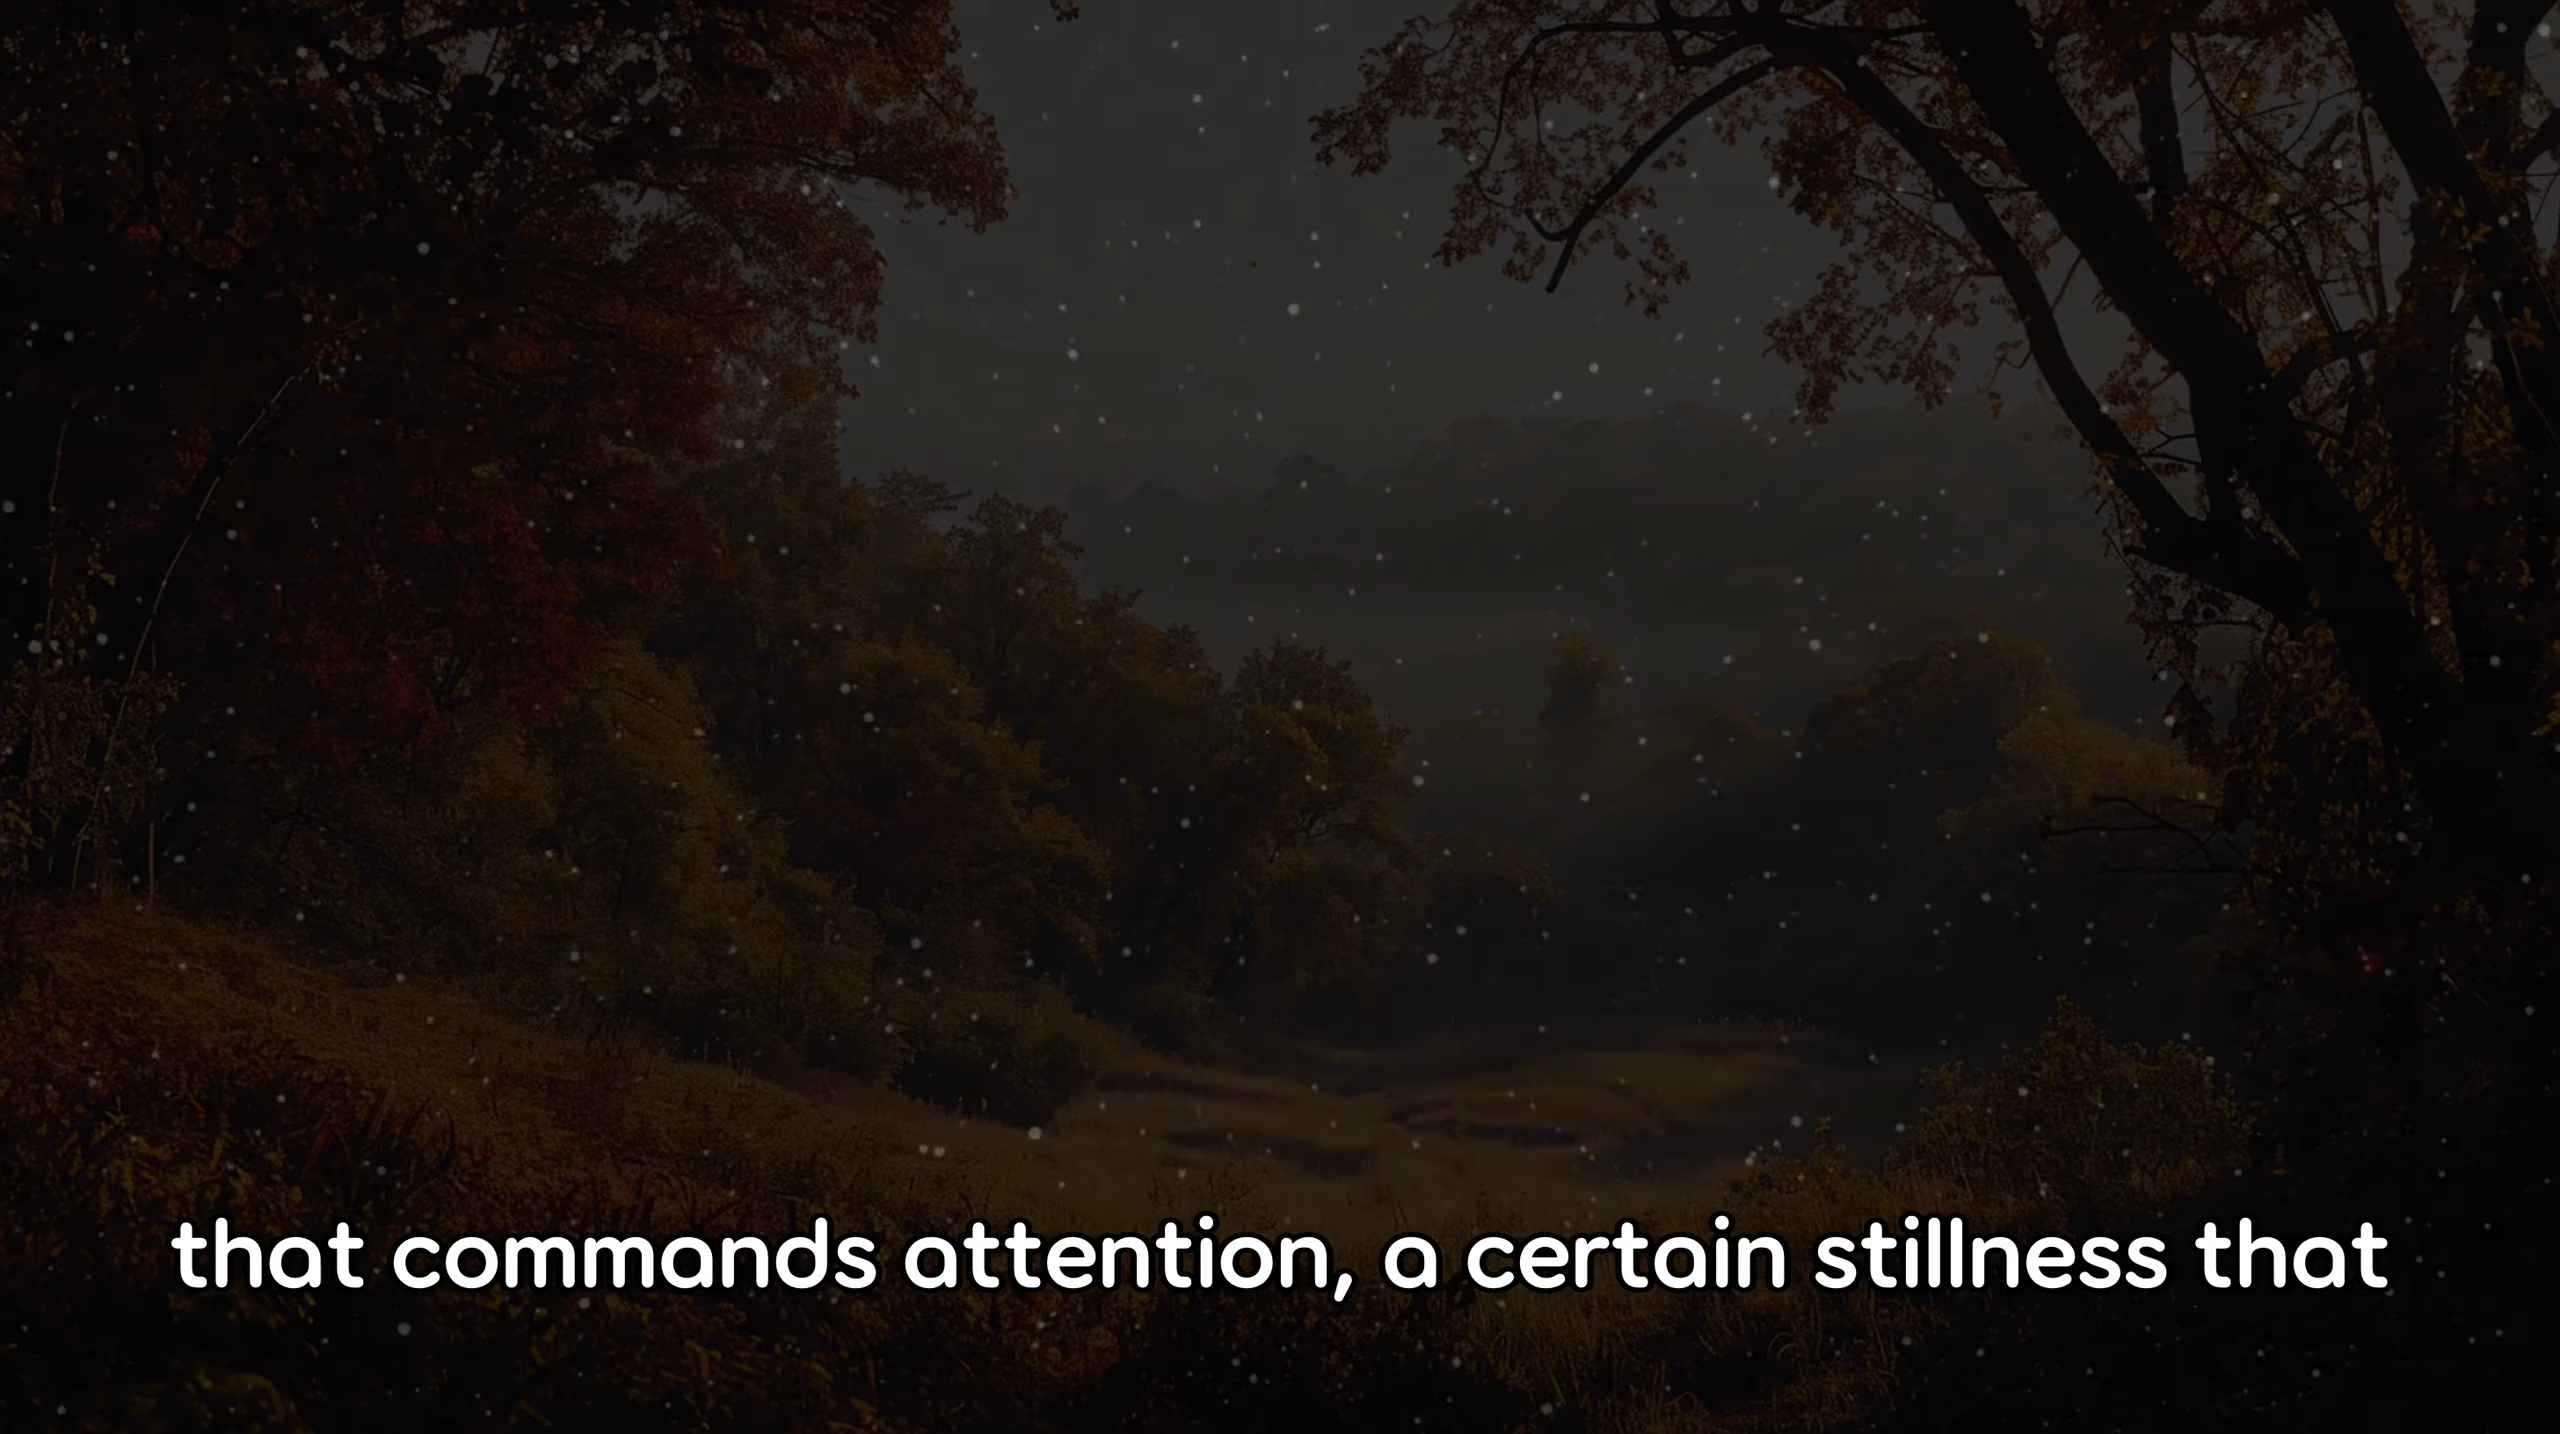 that commands attention, a certain stillness that